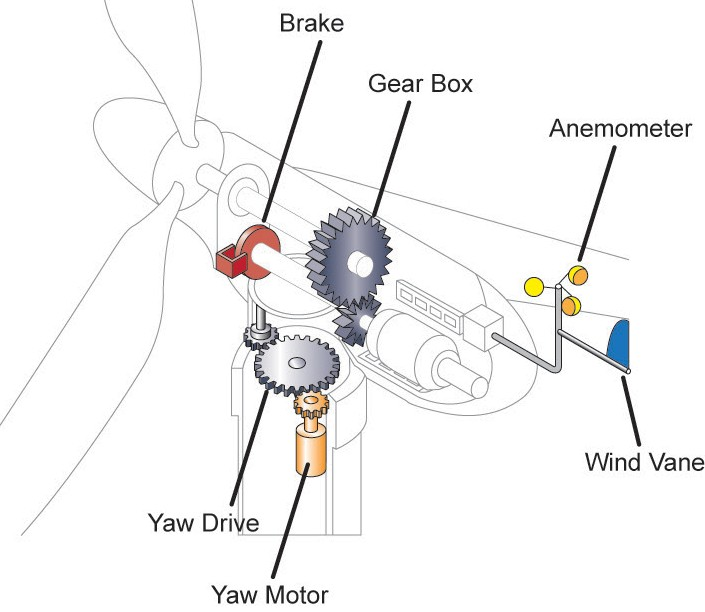 Brake
Gear Box
Anemometer
Wind Vane
Yaw Drive
Yaw Motor